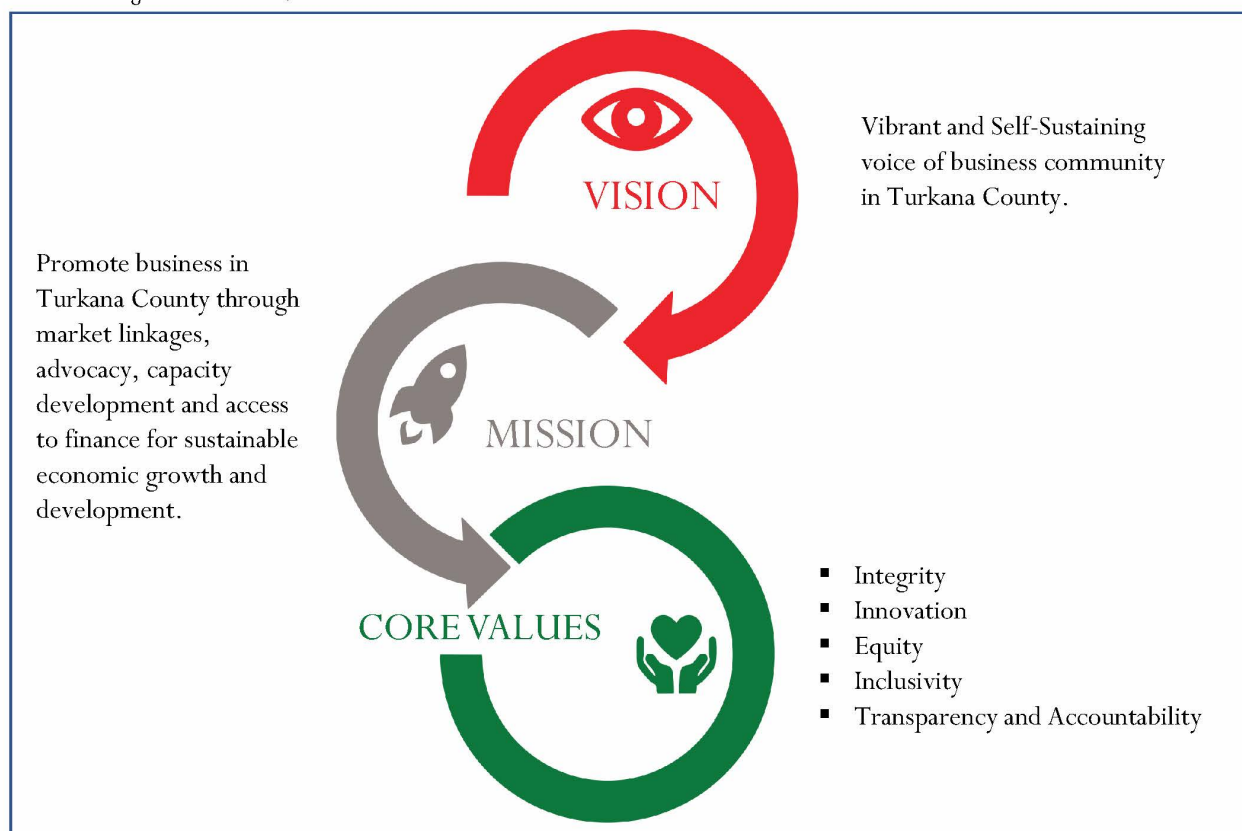 VISION
Vibrant and Self-Sustaining
voice of business community
in Turkana County.
Promote business in
Turkana County through
market linkages,
advocacy, capacity
development and access
to finance for sustainable
economic growth and
development.
MISSION
CORE VALUES
▪ Integrity
▪ Innovation
▪ Equity
▪ Inclusivity
▪ Transparency and Accountability